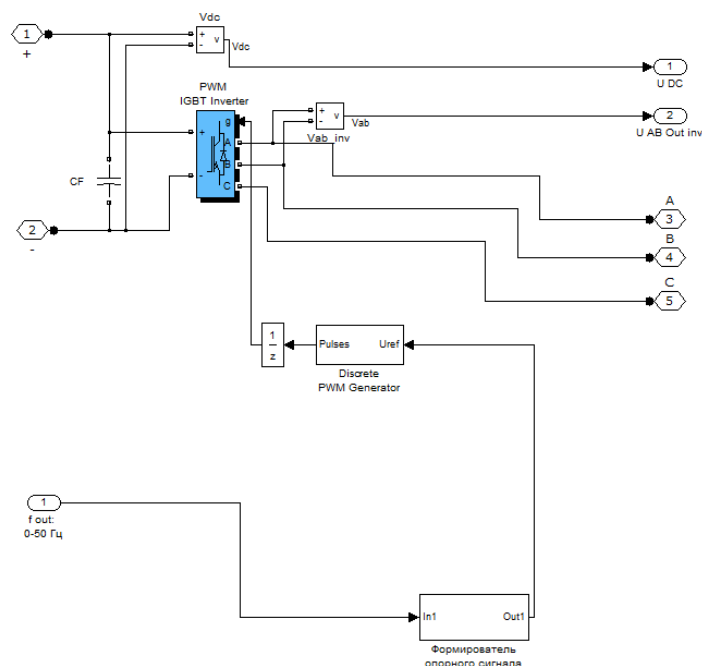 Vdc
1
+
+
-
v
Vdc
1
U DC
PWM
IGBT Inverter
g
+
-
A
B
C
+
-
v
Vab
Vab_inv
2
U AB Out inv
CF
A
3
B
4
C
5
2
-
1
z
Pulses
Uref
Discrete
PWM Generator
1
f out:
0-50 Гц
In1
Out1
Формирователь
опорного сигнала